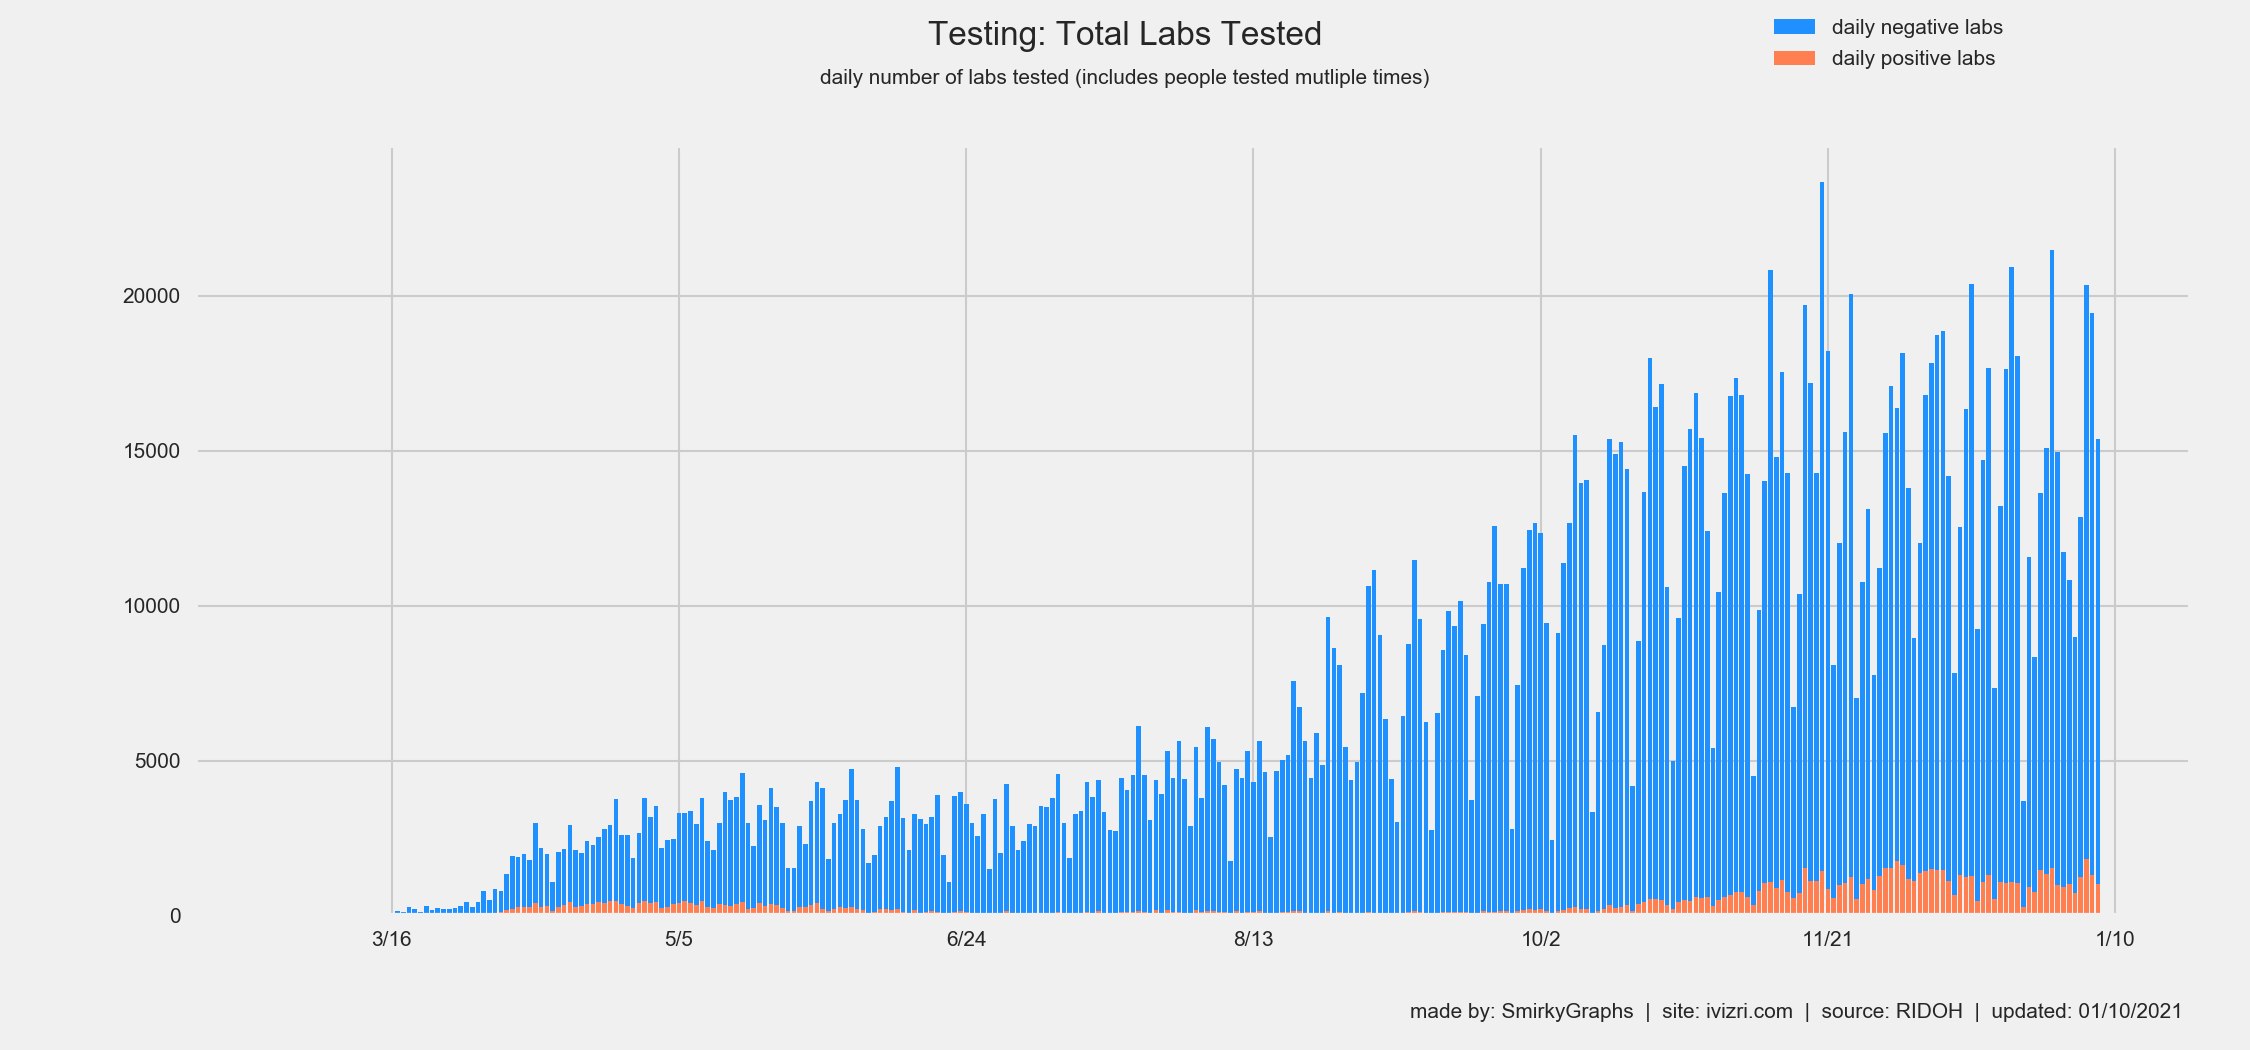 Testing: Total Labs Tested
daily number of labs tested (includes people tested mutliple times)
daily negative labs
daily positive labs
20000
15000
10000
5000
0
3/16 5/5 6/24 8/13 10/2 11/21 1/10
made by: SmirkyGraphs | site: ivizri.com | source: RIDOH | updated: 01/10/2021